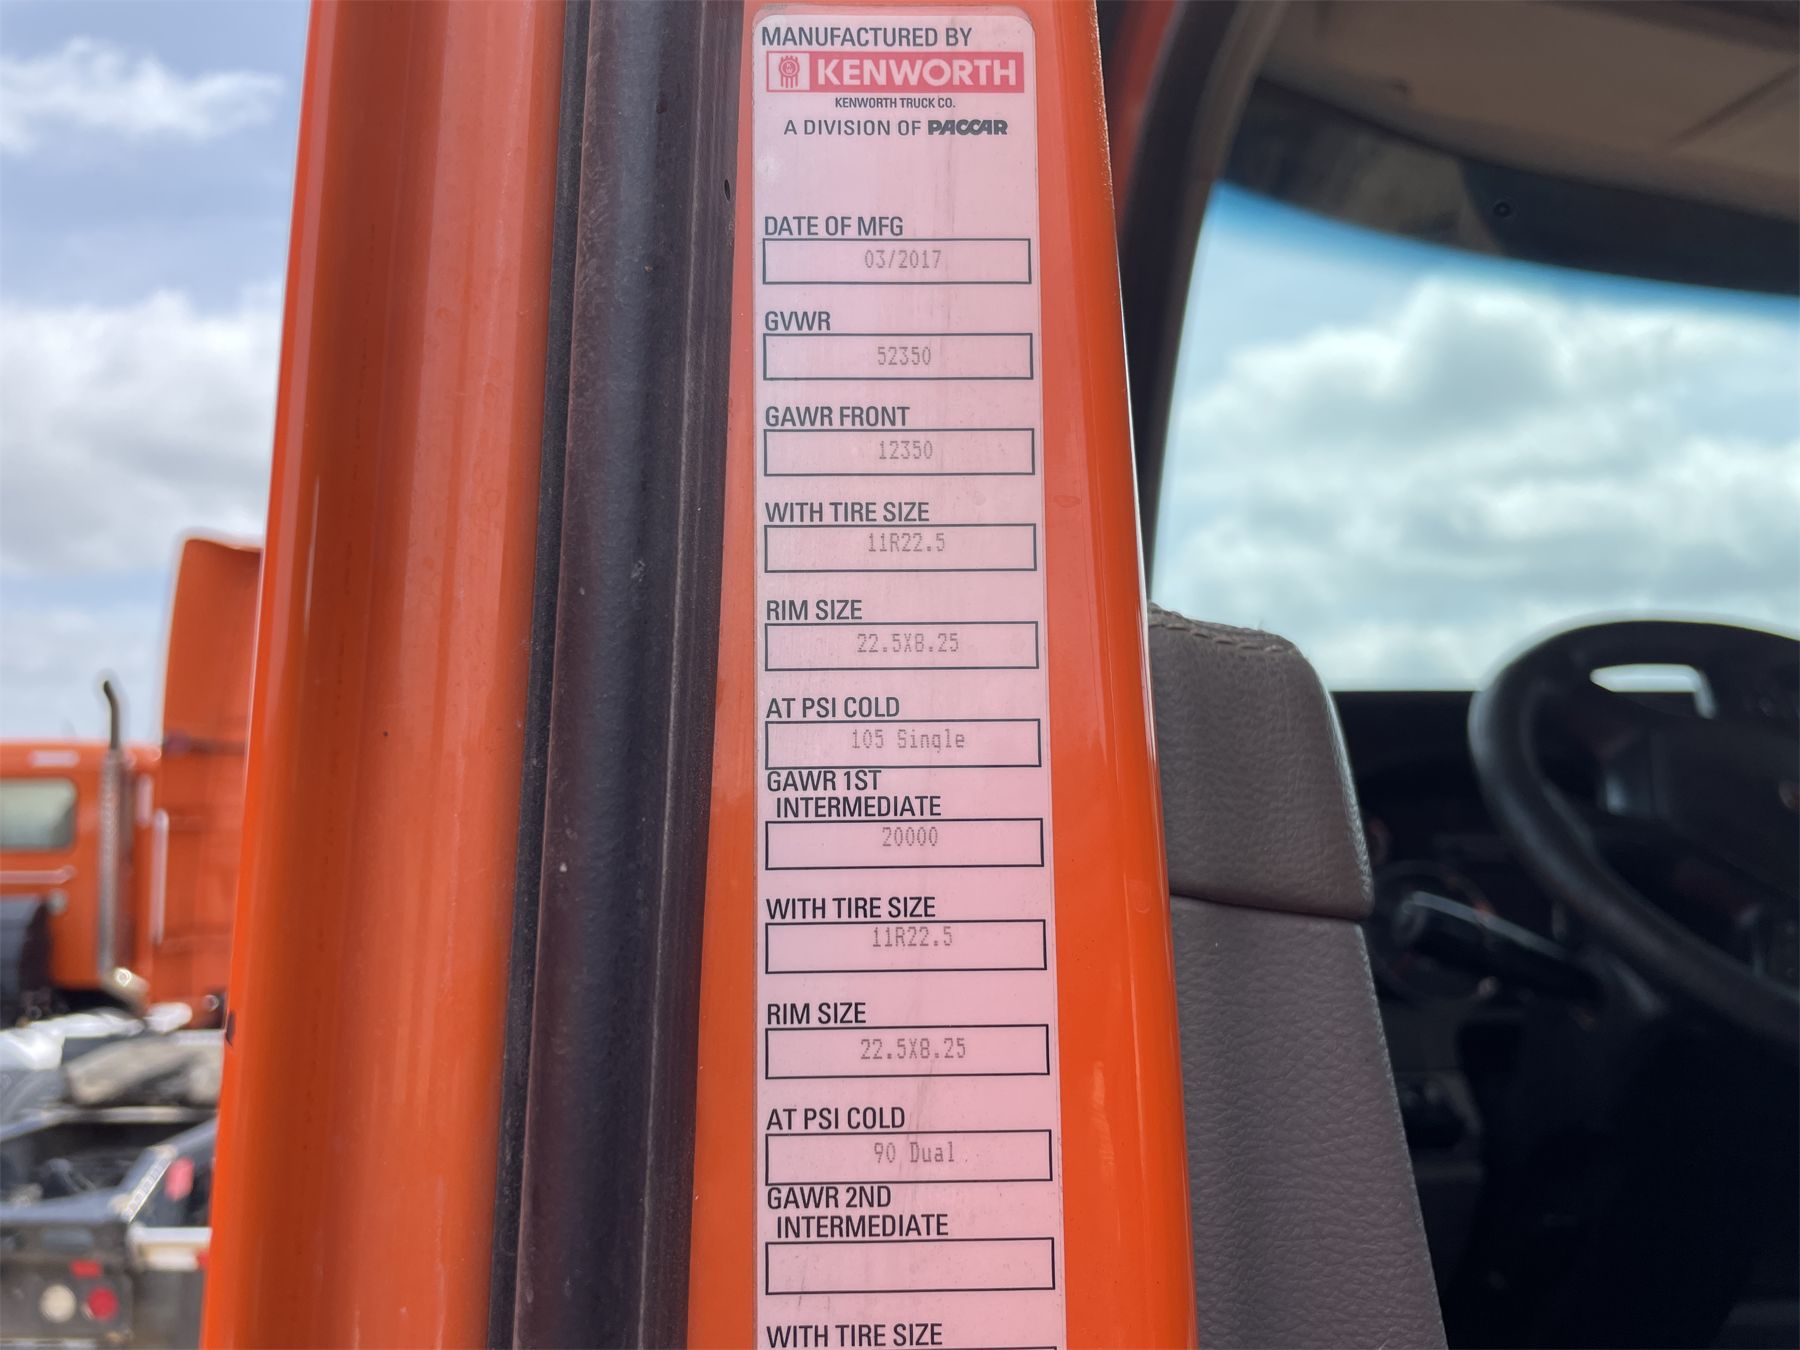 MANUFACTURED BY
KENWORTH
KENWORTH TRUCK CO.
A DIVISION OF PACCAR
DATE OF MFG
03/2017
GVWR
52350
GAWR FRONT
12350
WITH TIRE SIZE
11R22.5
RIM SIZE
22.5X8.25
AT PSI COLD
105 Single
GAWR 1ST
INTERMEDIATE
20000
WITH TIRE SIZE
11R22.5
RIM SIZE
22.5X8.25
AT PSI COLD
90 Dual
GAWR 2ND
INTERMEDIATE
WITH TIRE SIZE